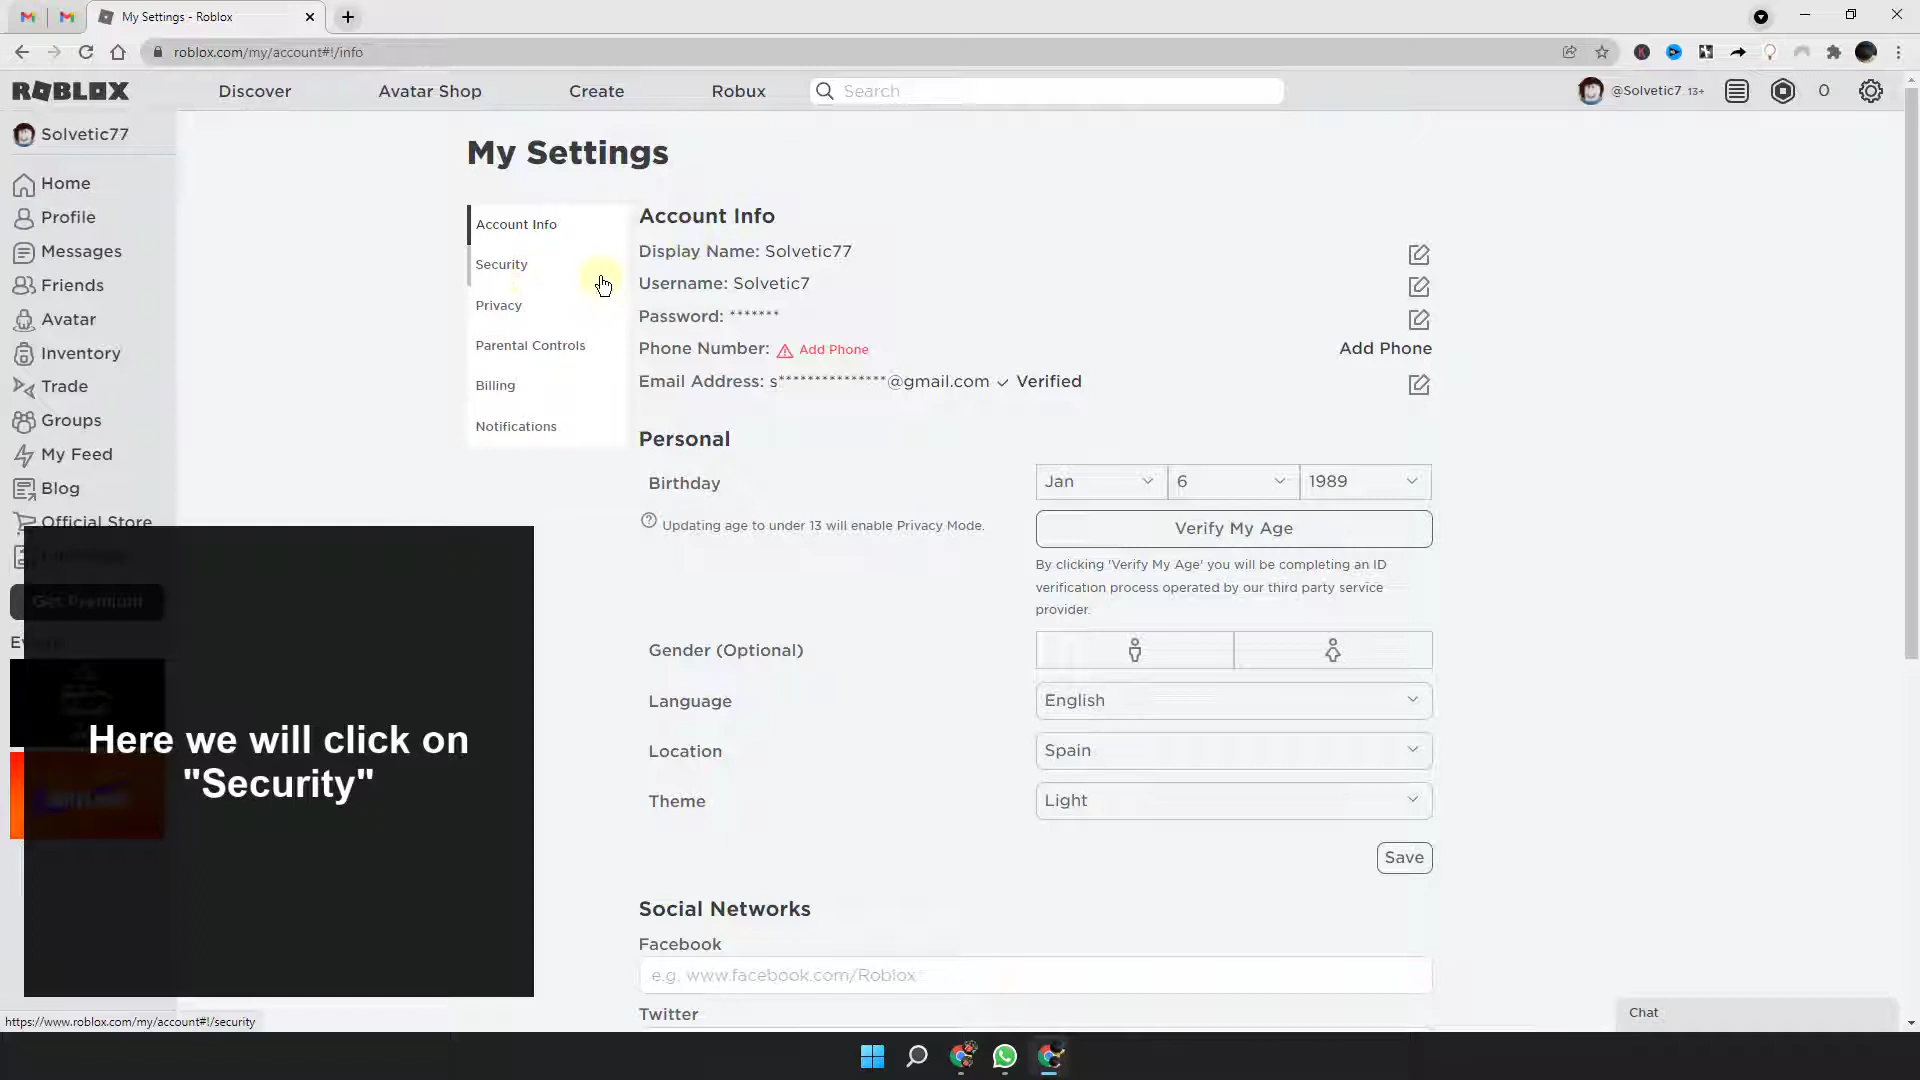 My Settings - Roblox
roblox.com/my/account#!/info
ROBLOX
Discover
Avatar Shop
Create
Robux
Search
@Solvetic7 13+
0
Solvetic77
Home
Profile
Messages
Friends
Avatar
Inventory
Trade
Groups
My Feed
Blog
Official Store
Get Premium
My Settings
Account Info
Security
Privacy
Parental Controls
Billing
Notifications
Account Info
Display Name: Solvetic77
Username: Solvetic7
Password: *******
Phone Number: Add Phone
Add Phone
Email Address: s***************@gmail.com Verified
Personal
Birthday
Jan
6
1989
Updating age to under 13 will enable Privacy Mode.
Verify My Age
By clicking 'Verify My Age' you will be completing an ID
verification process operated by our third party service
provider.
Gender (Optional)
Language
English
Location
Spain
Theme
Light
Save
Social Networks
Facebook
e.g. www.facebook.com/Roblox
Twitter
Here we will click on
"Security"
https://www.roblox.com/my/account#!/security
Chat